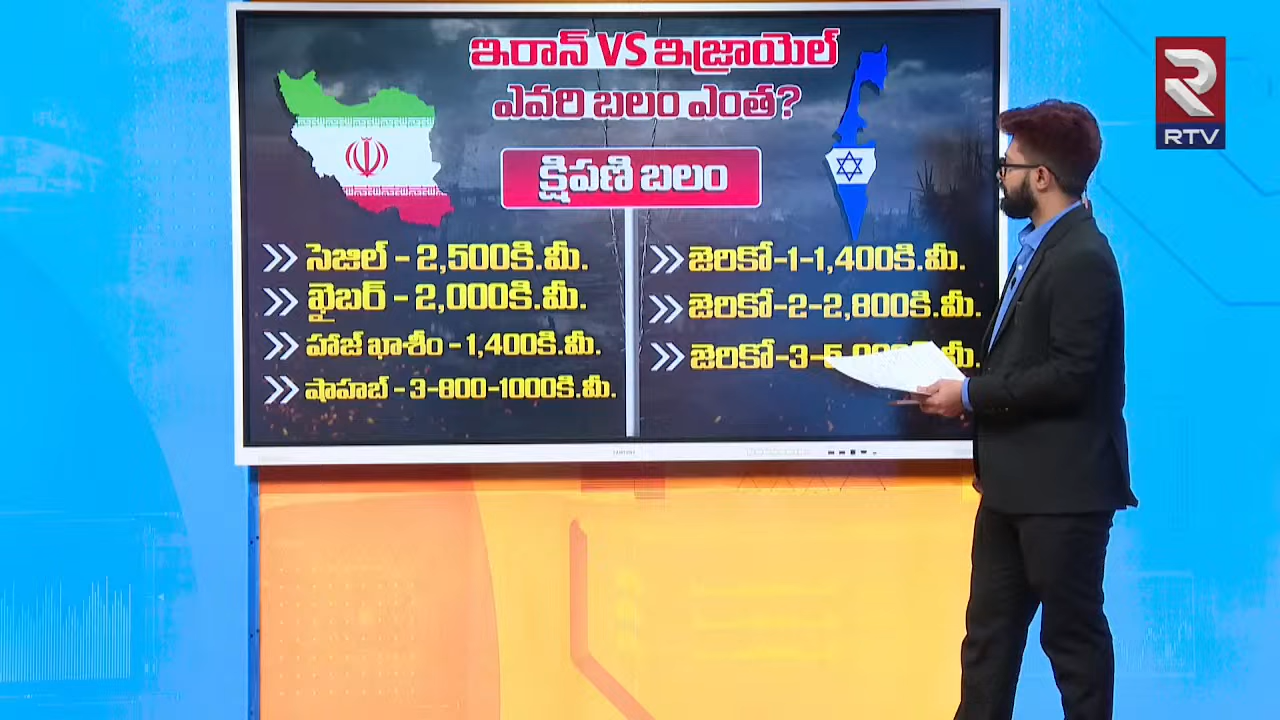 ఇరాన్ VS ఇజ్రాయెల్
ఎవరి బలం ఎంత?
క్షిపణి బలం
సెజిల్ - 2,500కి.మీ.
ఖైబర్ - 2,000కి.మీ.
హాజ్ ఖాశీం - 1,400కి.మీ.
షాహబ్ - 3-800-1000కి.మీ.
జెరికో-1-1,400కి.మీ.
జెరికో-2-2,800కి.మీ.
జెరికో-3-
R
RTV
SAMSUNG